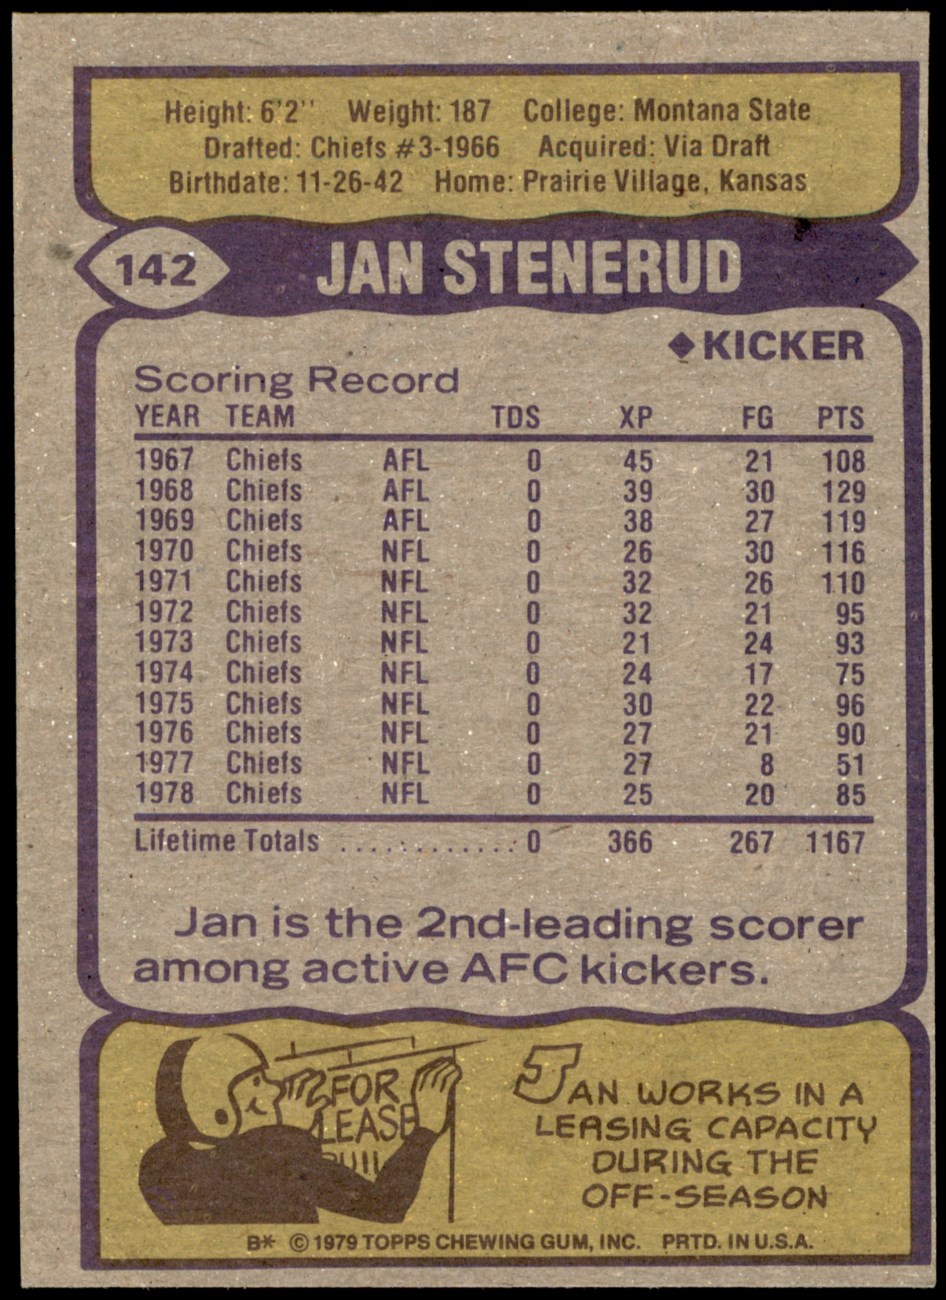 Height: 6'2'' Weight: 187 College: Montana State
Drafted: Chiefs #3-1966 Acquired: Via Draft
Birthdate: 11-26-42 Home: Prairie Village, Kansas
142 JAN STENERUD
◆KICKER
Scoring Record
YEAR TEAM TDS XP FG PTS
1967 Chiefs AFL 0 45 21 108
1968 Chiefs AFL 0 39 30 129
1969 Chiefs AFL 0 38 27 119
1970 Chiefs NFL 0 26 30 116
1971 Chiefs NFL 0 32 26 110
1972 Chiefs NFL 0 32 21 95
1973 Chiefs NFL 0 21 24 93
1974 Chiefs NFL 0 24 17 75
1975 Chiefs NFL 0 30 22 96
1976 Chiefs NFL 0 27 21 90
1977 Chiefs NFL 0 27 8 51
1978 Chiefs NFL 0 25 20 85
Lifetime Totals ............ 0 366 267 1167
Jan is the 2nd-leading scorer
among active AFC kickers.
FOR
LEASE
JAN WORKS IN A
LEASING CAPACITY
DURING THE
OFF-SEASON
B* © 1979 TOPPS CHEWING GUM, INC. PRTD. IN U.S.A.